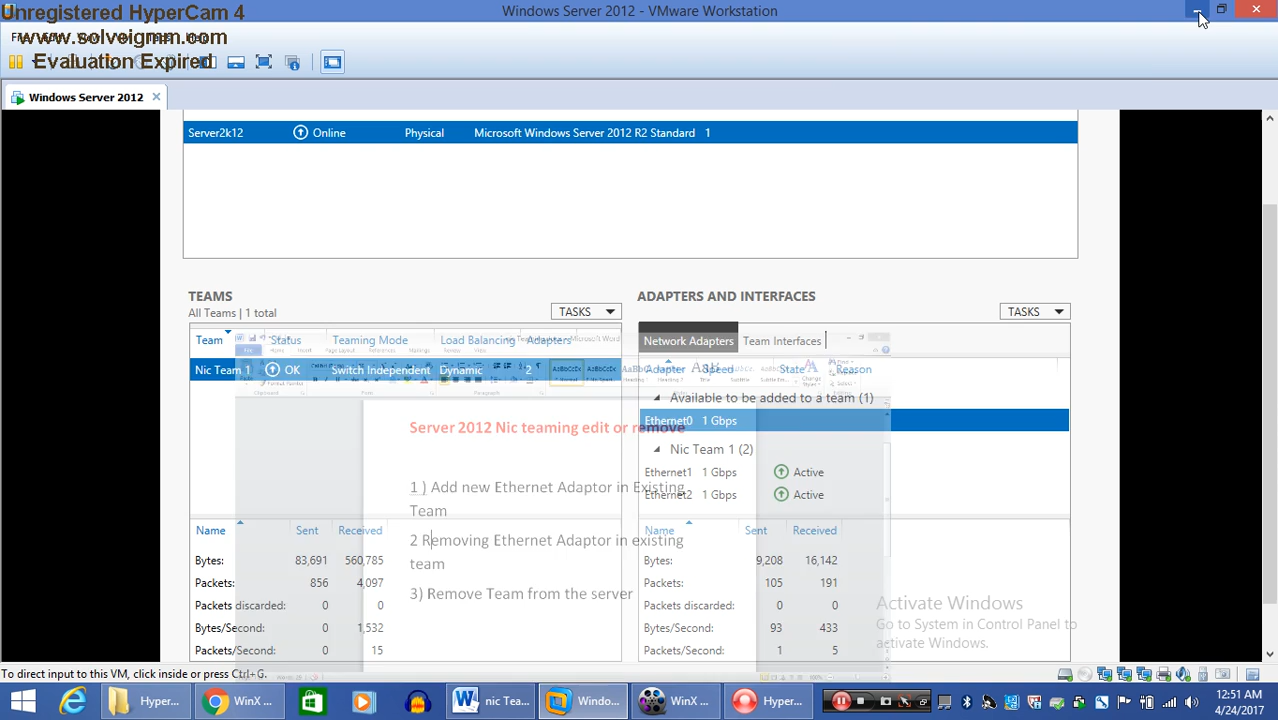 Unregistered HyperCam 4
Windows Server 2012 - VMware Workstation
www.solveigmm.com
Evaluation Expired
Windows Server 2012
Server2k12 Online Physical Microsoft Windows Server 2012 R2 Standard 1
TEAMS
All Teams | 1 total
TASKS
ADAPTERS AND INTERFACES
TASKS
Team Status Teaming Mode Load Balancing Adapters
Nic Team 1 OK Switch Independent Dynamic 2
Network Adapters Team Interfaces
Adapter Speed State Reason
Available to be added to a team (1)
Ethernet0 1 Gbps
Nic Team 1 (2)
Ethernet1 1 Gbps Active
Ethernet2 1 Gbps Active
Server 2012 Nic teaming edit or remove
1 ) Add new Ethernet Adaptor in Existing
Team
2 Removing Ethernet Adaptor in existing
team
3) Remove Team from the server
Name Sent Received
Bytes: 83,691 560,785
Packets: 856 4,097
Packets discarded: 0 0
Bytes/Second: 0 1,532
Packets/Second: 0 15
Name Sent Received
Bytes: 9,208 16,142
Packets: 105 191
Packets discarded: 0 0
Bytes/Second: 93 433
Packets/Second: 1 5
Activate Windows
Go to System in Control Panel to
activate Windows.
To direct input to this VM, click inside or press Ctrl+G.
Hyper... WinX ... nic Tea... Windo... WinX ... Hyper...
12:51 AM
4/24/2017